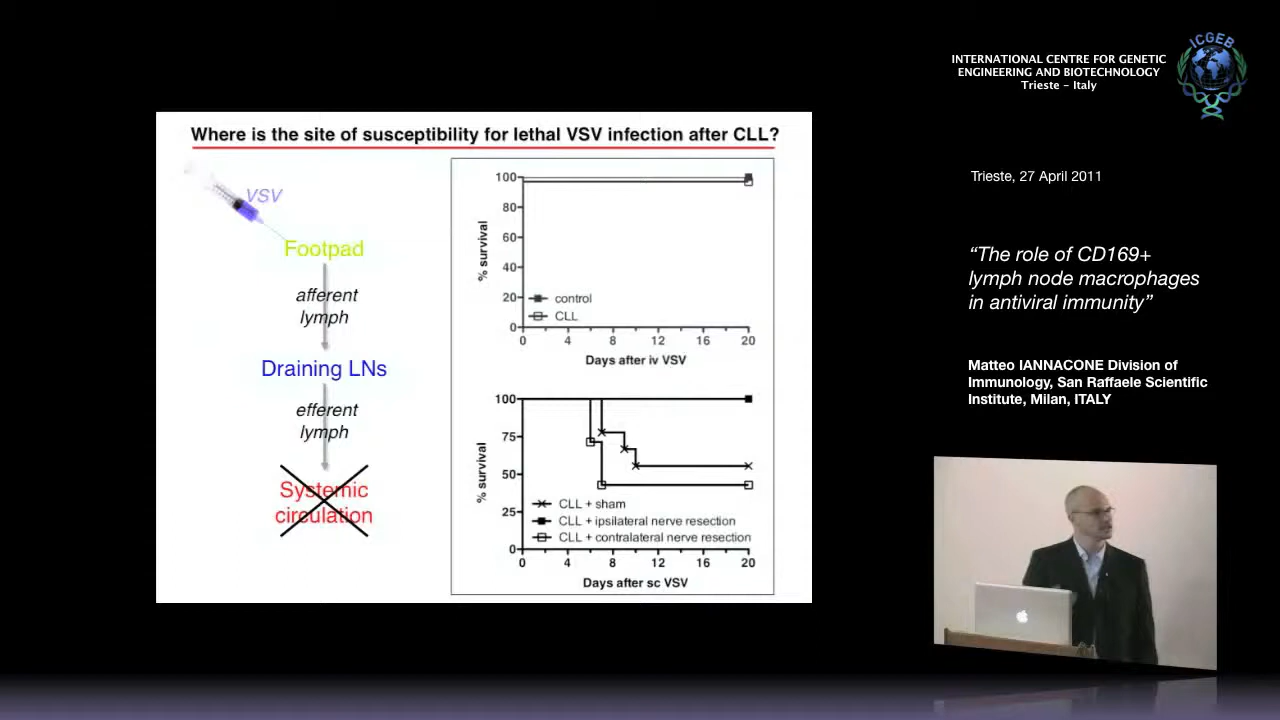 Where is the site of susceptibility for lethal VSV infection after CLL?
VSV
Footpad
afferent
lymph
Draining LNs
efferent
lymph
Systemic
circulation
100
80
60
40
20
0
% survival
control
CLL
0 4 8 12 16 20
Days after iv VSV
100
75
50
25
0
% survival
CLL + sham
CLL + ipsilateral nerve resection
CLL + contralateral nerve resection
0 4 8 12 16 20
Days after sc VSV
INTERNATIONAL CENTRE FOR GENETIC
ENGINEERING AND BIOTECHNOLOGY
Trieste - Italy
ICGEB
Trieste, 27 April 2011
“The role of CD169+
lymph node macrophages
in antiviral immunity”
Matteo IANNACONE Division of
Immunology, San Raffaele Scientific
Institute, Milan, ITALY